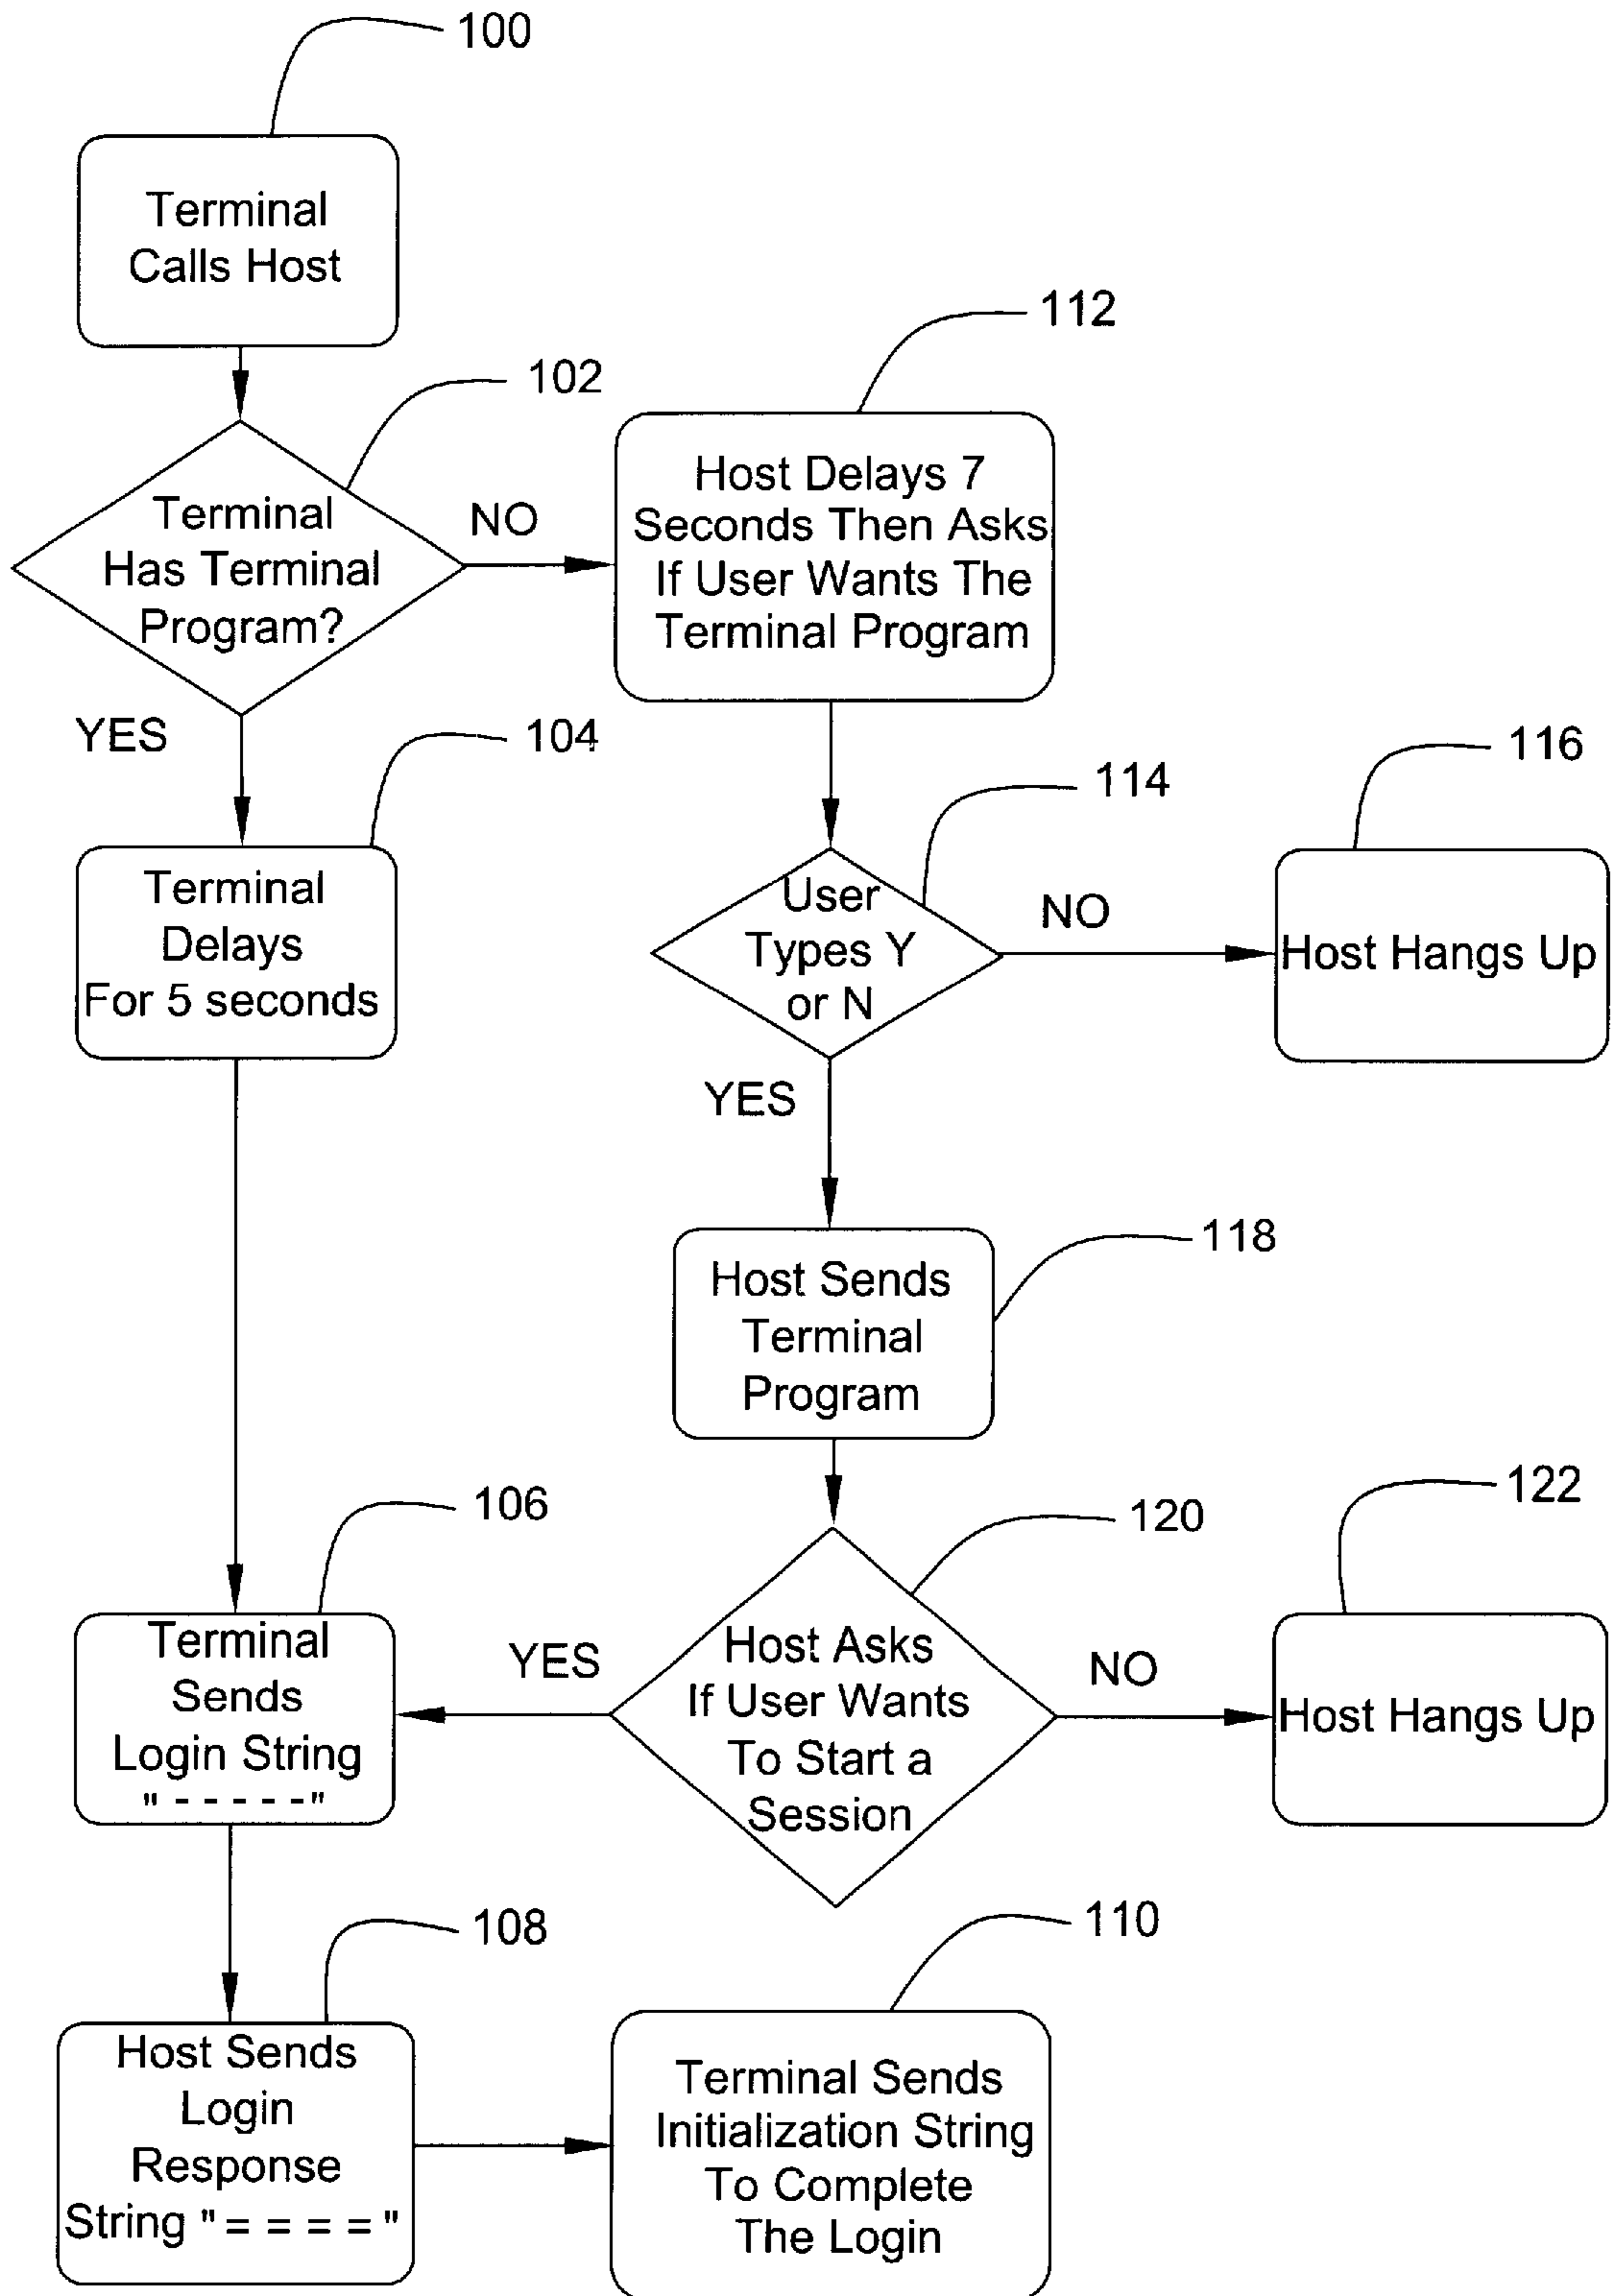 100
Terminal
Calls Host
102
Terminal
Has Terminal
Program?
NO
YES
112
Host Delays 7
Seconds Then Asks
If User Wants The
Terminal Program
104
Terminal
Delays
For 5 seconds
114
User
Types Y
or N
NO
YES
116
Host Hangs Up
118
Host Sends
Terminal
Program
106
Terminal
Sends
Login String
" - - - - -"
120
Host Asks
If User Wants
To Start a
Session
YES
NO
122
Host Hangs Up
108
Host Sends
Login
Response
String "= = = ="
110
Terminal Sends
Initialization String
To Complete
The Login